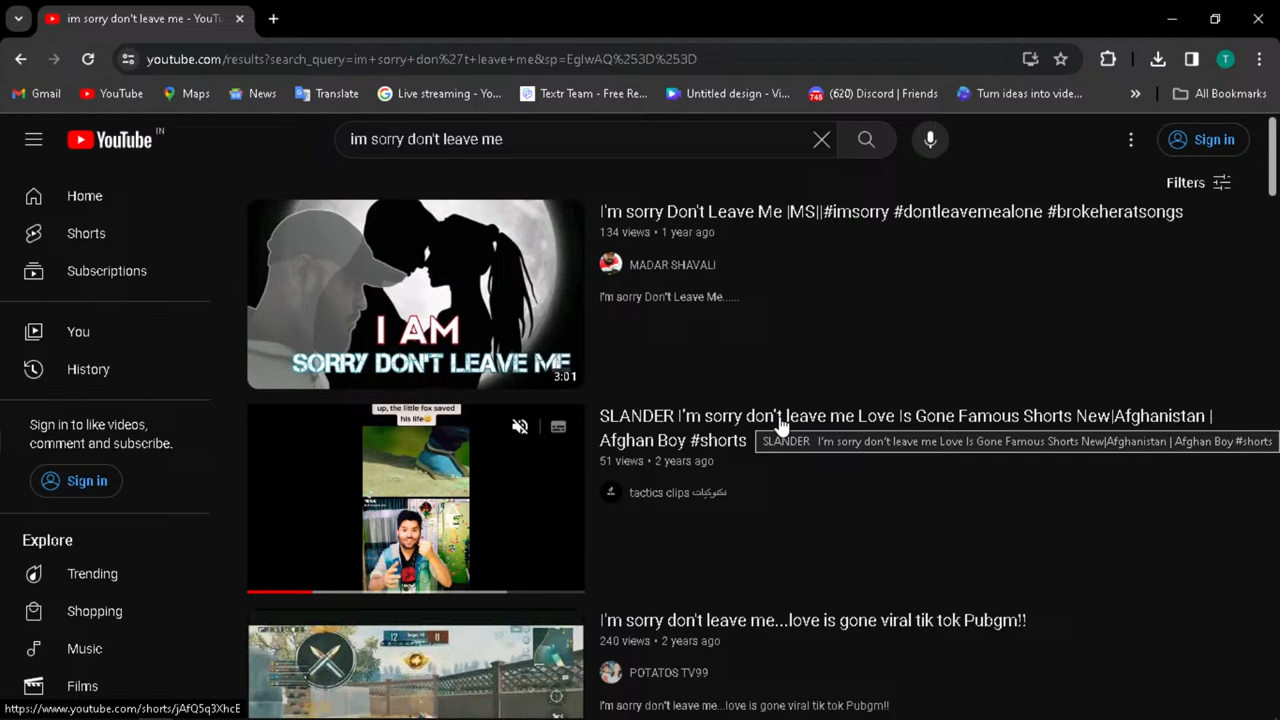 im sorry don't leave me - YouTu
youtube.com/results?search_query=im+sorry+don%27t+leave+me&sp=EgIwAQ%253D%253D
T
Gmail
YouTube
Maps
News
Translate
Live streaming - Yo...
Textr Team - Free Re...
Untitled design - Vi...
(620) Discord | Friends
Turn ideas into vide...
All Bookmarks
YouTube IN
im sorry don't leave me
Sign in
Filters
Home
Shorts
Subscriptions
You
History
Sign in to like videos,
comment and subscribe.
Sign in
Explore
Trending
Shopping
Music
Films
I AM
SORRY DON'T LEAVE ME
3:01
I'm sorry Don't Leave Me |MS||#imsorry #dontleavemealone #brokeheratsongs
134 views • 1 year ago
MADAR SHAVALI
I'm sorry Don't Leave Me......
up, the little fox saved
his life
SLANDER I'm sorry don't leave me Love Is Gone Famous Shorts New|Afghanistan |
Afghan Boy #shorts
SLANDER I'm sorry don't leave me Love Is Gone Famous Shorts New|Afghanistan | Afghan Boy #shorts
51 views • 2 years ago
tactics clips
I'm sorry don't leave me...love is gone viral tik tok Pubgm!!
240 views • 2 years ago
POTATOS TV99
I'm sorry don't leave me...love is gone viral tik tok Pubgm!!
https://www.youtube.com/shorts/jAfQ5q3XhcE